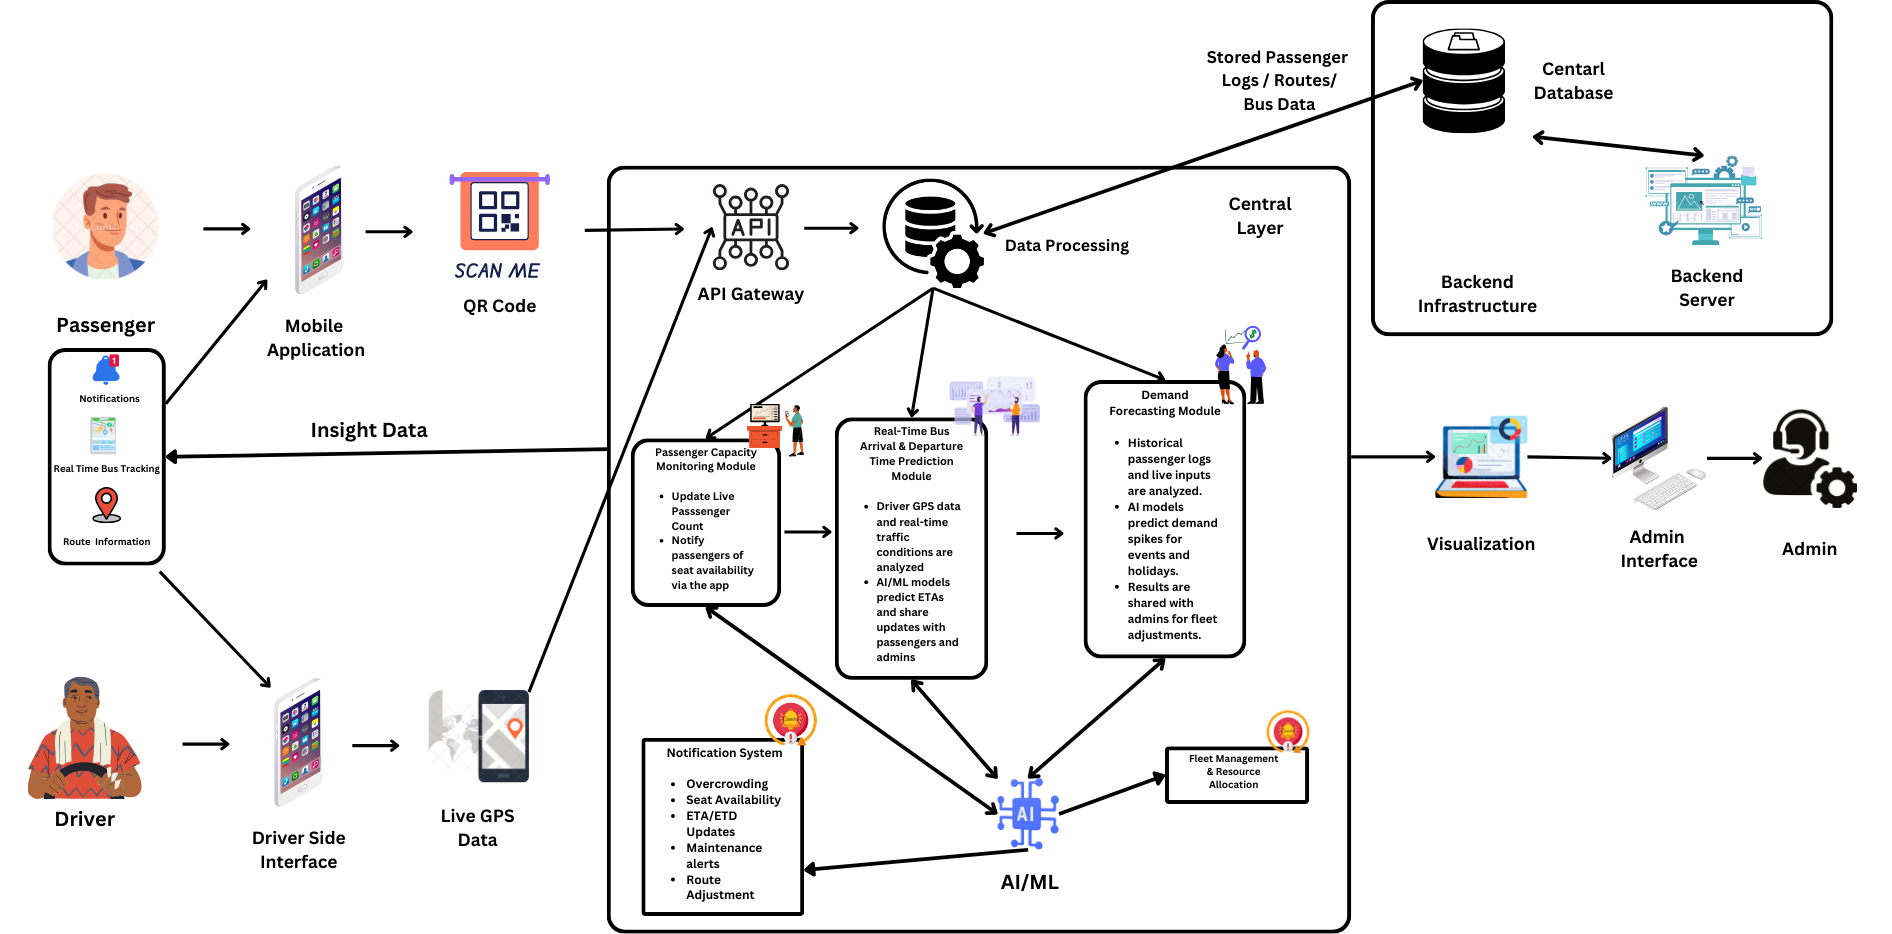 Stored Passenger
Logs / Routes/
Bus Data
Centarl
Database
Backend
Infrastructure
Backend
Server
Passenger
Mobile
Application
SCAN ME
QR Code
API
API Gateway
Data Processing
Central
Layer
1
Notifications
Real Time Bus Tracking
Route Information
Insight Data
Passenger Capacity
Monitoring Module
• Update Live
Passsenger
Count
• Notify
passengers of
seat availability
via the app
Real-Time Bus
Arrival & Departure
Time Prediction
Module
• Driver GPS data
and real-time
traffic
conditions are
analyzed
• AI/ML models
predict ETAs
and share
updates with
passengers and
admins
Demand
Forecasting Module
• Historical
passenger logs
and live inputs
are analyzed.
• AI models
predict demand
spikes for
events and
holidays.
• Results are
shared with
admins for fleet
adjustments.
Visualization
Admin
Interface
Admin
Driver
Driver Side
Interface
Live GPS
Data
Notification System
• Overcrowding
• Seat Availability
• ETA/ETD
Updates
• Maintenance
alerts
• Route
Adjustment
AI
AI/ML
Fleet Management
& Resource
Allocation